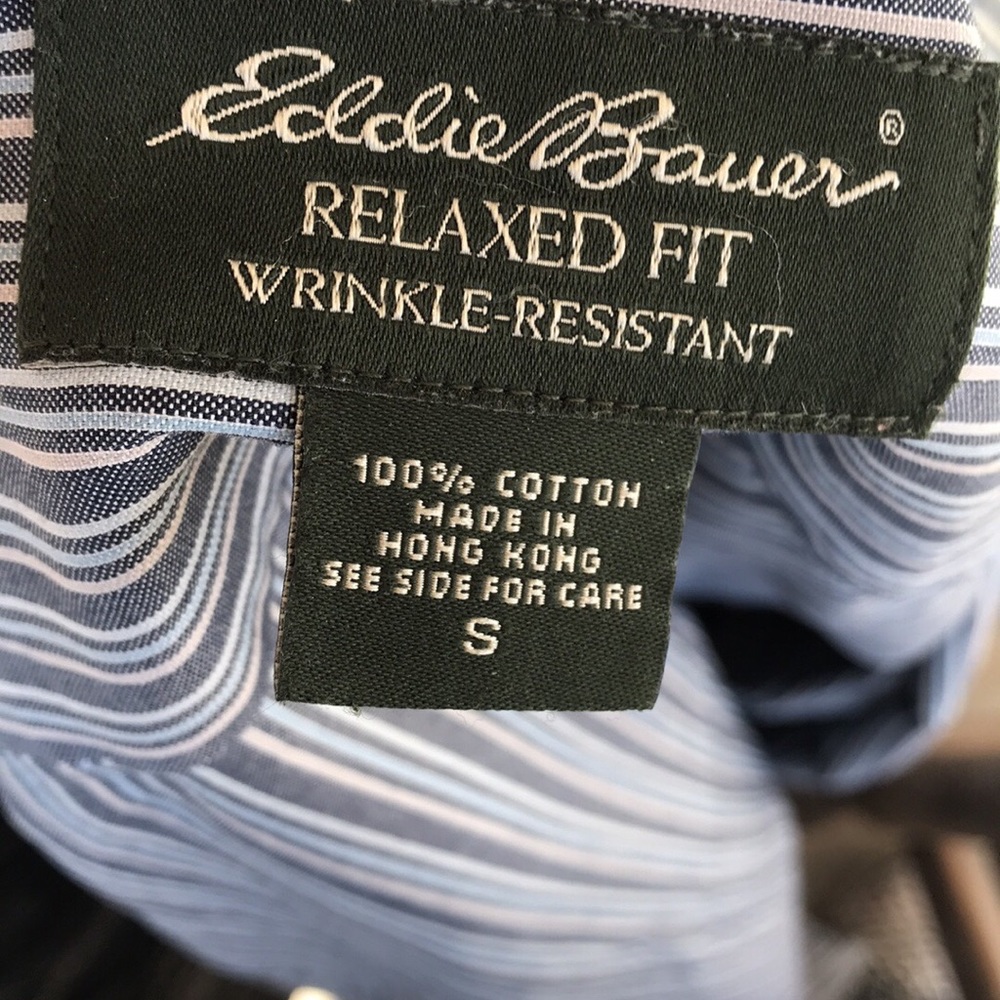 Eddie Bauer®
RELAXED FIT
WRINKLE-RESISTANT
100% COTTON
MADE IN
HONG KONG
SEE SIDE FOR CARE
S